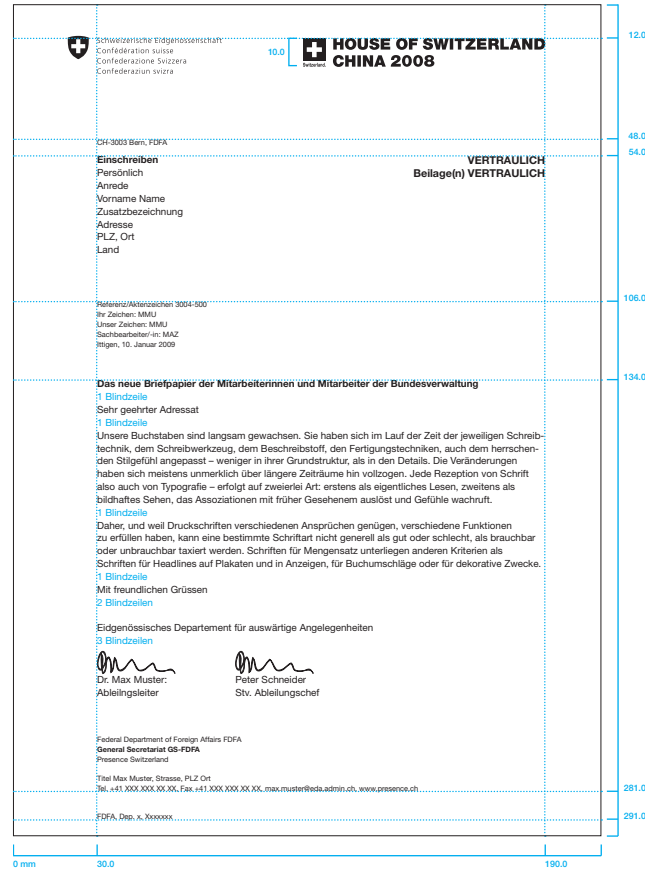 Schweizerische Eidgenossenschaft
Confédération suisse
Confederazione Svizzera
Confederaziun svizra
10.0
Switzerland.
HOUSE OF SWITZERLAND
CHINA 2008
12.0
48.0
CH-3003 Bern, FDFA
54.0
Einschreiben
Persönlich
Anrede
Vorname Name
Zusatzbezeichnung
Adresse
PLZ, Ort
Land
VERTRAULICH
Beilage(n) VERTRAULICH
106.0
Referenz/Aktenzeichen 3004-500
Ihr Zeichen: MMU
Unser Zeichen: MMU
Sachbearbeiter/-in: MAZ
Ittigen, 10. Januar 2009
134.0
Das neue Briefpapier der Mitarbeiterinnen und Mitarbeiter der Bundesverwaltung
1 Blindzeile
Sehr geehrter Adressat
1 Blindzeile
Unsere Buchstaben sind langsam gewachsen. Sie haben sich im Lauf der Zeit der jeweiligen Schreib-
technik, dem Schreibwerkzeug, dem Beschreibstoff, den Fertigungstechniken, auch dem herrschen-
den Stilgefühl angepasst – weniger in ihrer Grundstruktur, als in den Details. Die Veränderungen
haben sich meistens unmerklich über längere Zeiträume hin vollzogen. Jede Rezeption von Schrift
also auch von Typografie – erfolgt auf zweierlei Art: erstens als eigentliches Lesen, zweitens als
bildhaftes Sehen, das Assoziationen mit früher Gesehenem auslöst und Gefühle wachruft.
1 Blindzeile
Daher, und weil Druckschriften verschiedenen Ansprüchen genügen, verschiedene Funktionen
zu erfüllen haben, kann eine bestimmte Schriftart nicht generell als gut oder schlecht, als brauchbar
oder unbrauchbar taxiert werden. Schriften für Mengensatz unterliegen anderen Kriterien als
Schriften für Headlines auf Plakaten und in Anzeigen, für Buchumschläge oder für dekorative Zwecke.
1 Blindzeile
Mit freundlichen Grüssen
2 Blindzeilen
Eidgenössisches Departement für auswärtige Angelegenheiten
3 Blindzeilen
Dr. Max Muster:
Ableilngsleiter
Peter Schneider
Stv. Ableilungschef
Federal Department of Foreign Affairs FDFA
General Secretariat GS-FDFA
Presence Switzerland
Titel Max Muster, Strasse, PLZ Ort
Tel. +41 XXX XXX XX XX, Fax +41 XXX XXX XX XX, max.muster@eda.admin.ch, www.presence.ch
281.0
FDFA, Dep. x, Xxxxxxx
291.0
0 mm
30.0
190.0